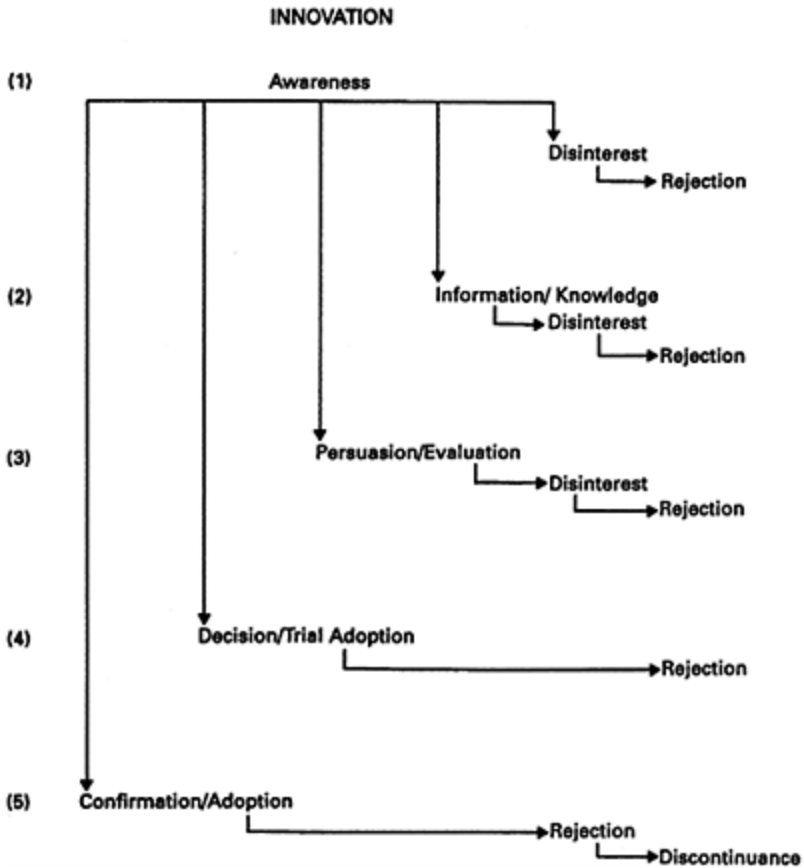 INNOVATION
(1) Awareness
Disinterest
Rejection
(2) Information/ Knowledge
Disinterest
Rejection
(3) Persuasion/Evaluation
Disinterest
Rejection
(4) Decision/Trial Adoption
Rejection
(5) Confirmation/Adoption
Rejection
Discontinuance